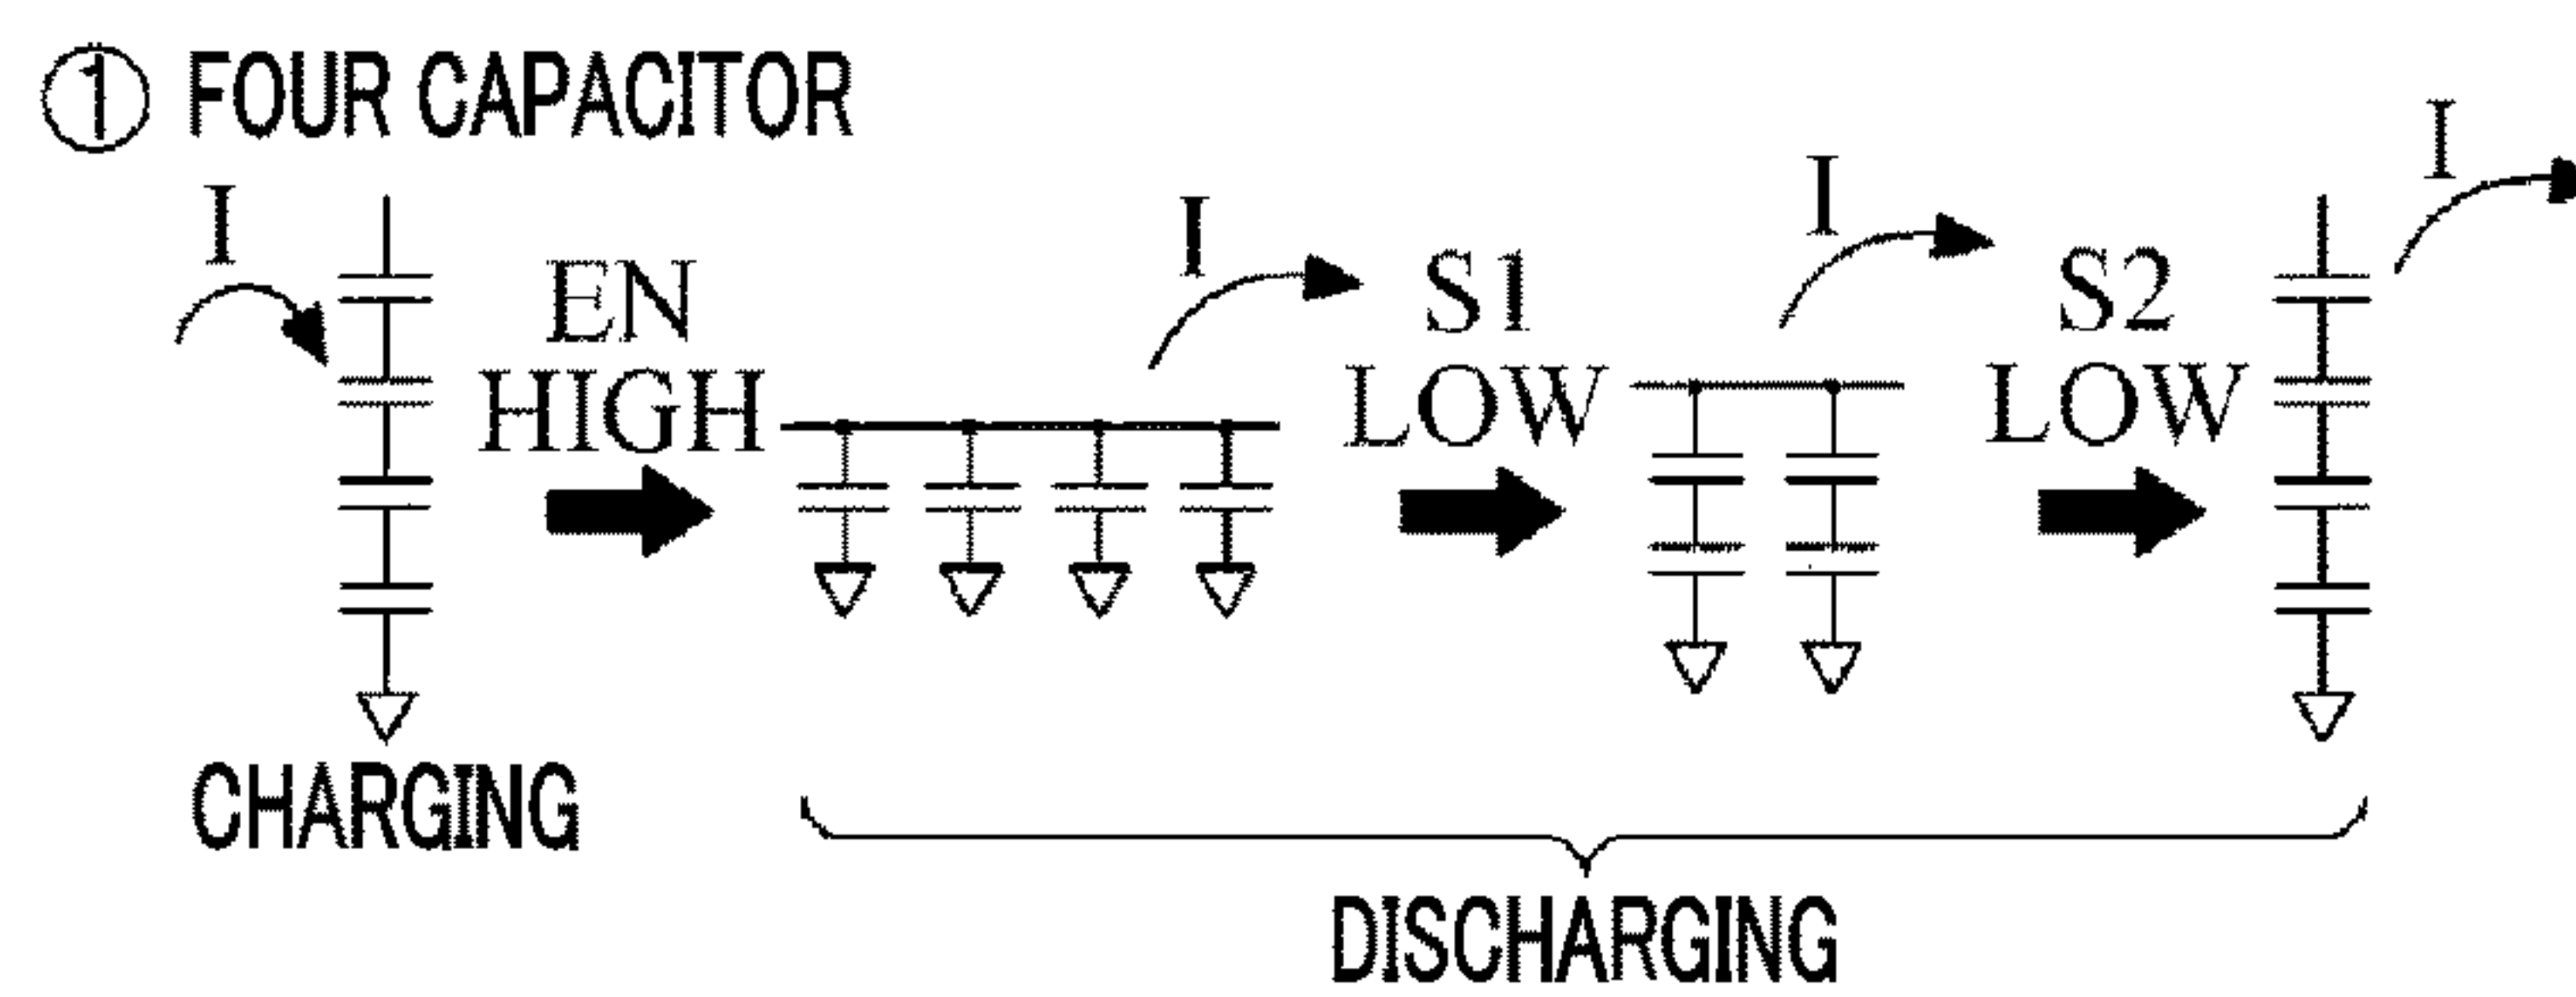 ① FOUR CAPACITOR
I
EN
HIGH
I
S1
LOW
I
S2
LOW
I
CHARGING
DISCHARGING